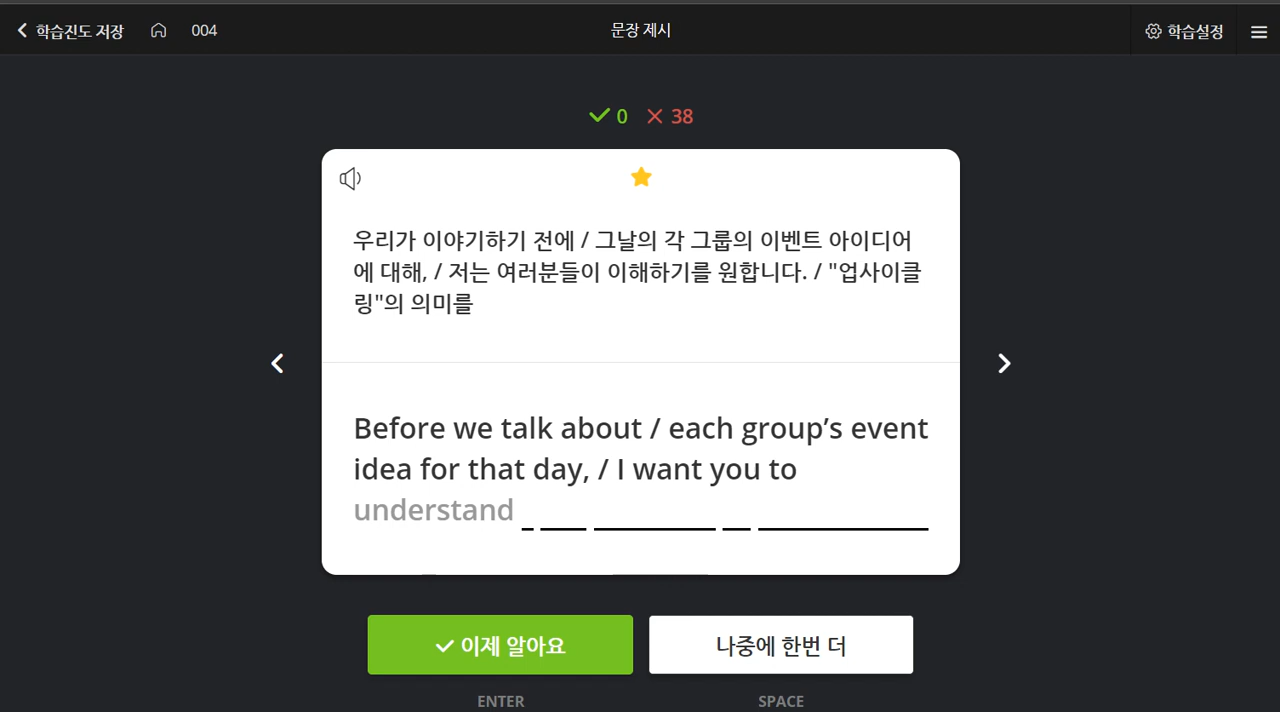 학습진도 저장 004 문장 제시 학습설정
0 38
우리가 이야기하기 전에 / 그날의 각 그룹의 이벤트 아이디어
에 대해, / 저는 여러분들이 이해하기를 원합니다. / "업사이클
링"의 의미를
Before we talk about / each group’s event
idea for that day, / I want you to
understand
이제 알아요 나중에 한번 더
ENTER SPACE